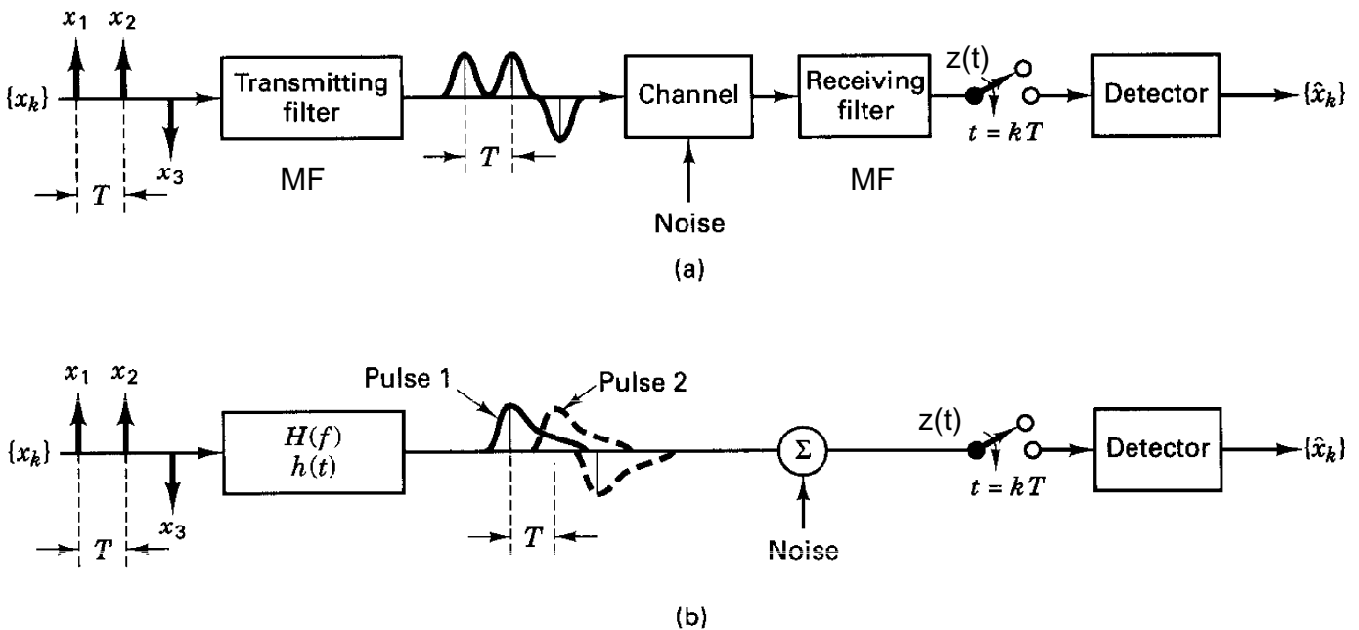 x₁ x₂
{xₖ}
x₃
T
Transmitting
filter
MF
T
Channel
Noise
Receiving
filter
MF
z(t)
t = kT
Detector
{x̂ₖ}
(a)
x₁ x₂
{xₖ}
x₃
T
H(f)
h(t)
Pulse 1
Pulse 2
T
Σ
Noise
z(t)
t = kT
Detector
{x̂ₖ}
(b)